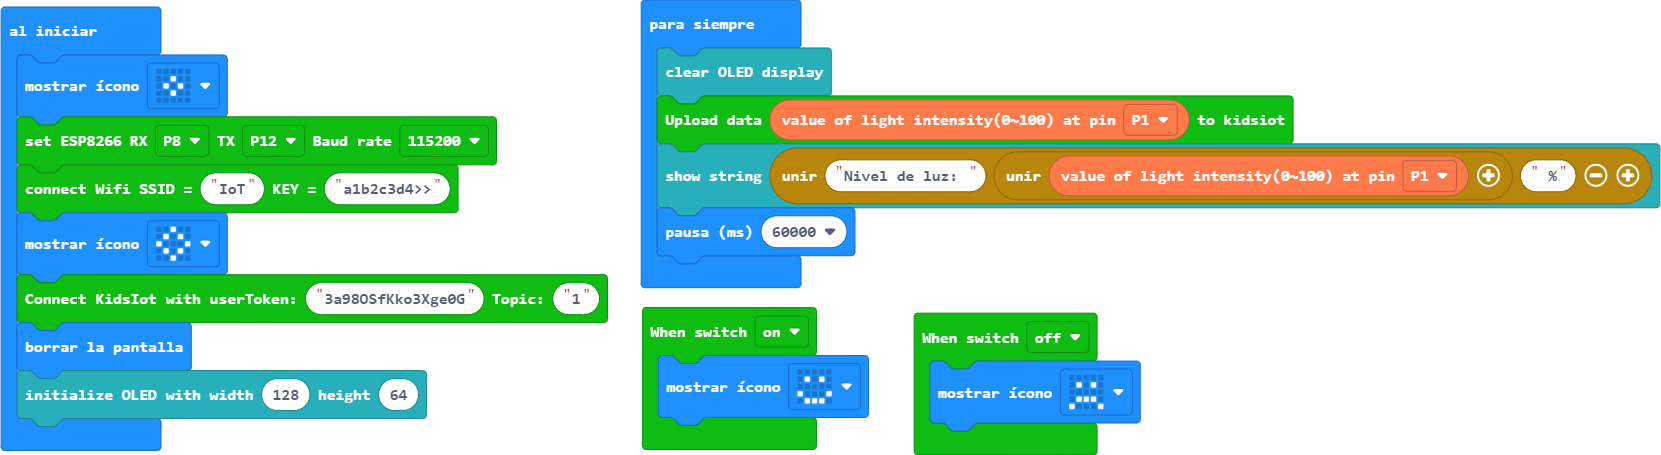 al iniciar
mostrar ícono
set ESP8266 RX P8 TX P12 Baud rate 115200
connect Wifi SSID = "IoT" KEY = "a1b2c3d4>>"
mostrar ícono
Connect KidsIot with userToken: "3a98OSfKko3Xge0G" Topic: "1"
borrar la pantalla
initialize OLED with width 128 height 64
para siempre
clear OLED display
Upload data value of light intensity(0~100) at pin P1 to kidsiot
show string unir "Nivel de luz: " unir value of light intensity(0~100) at pin P1 " %"
pausa (ms) 60000
When switch on
mostrar ícono
When switch off
mostrar ícono